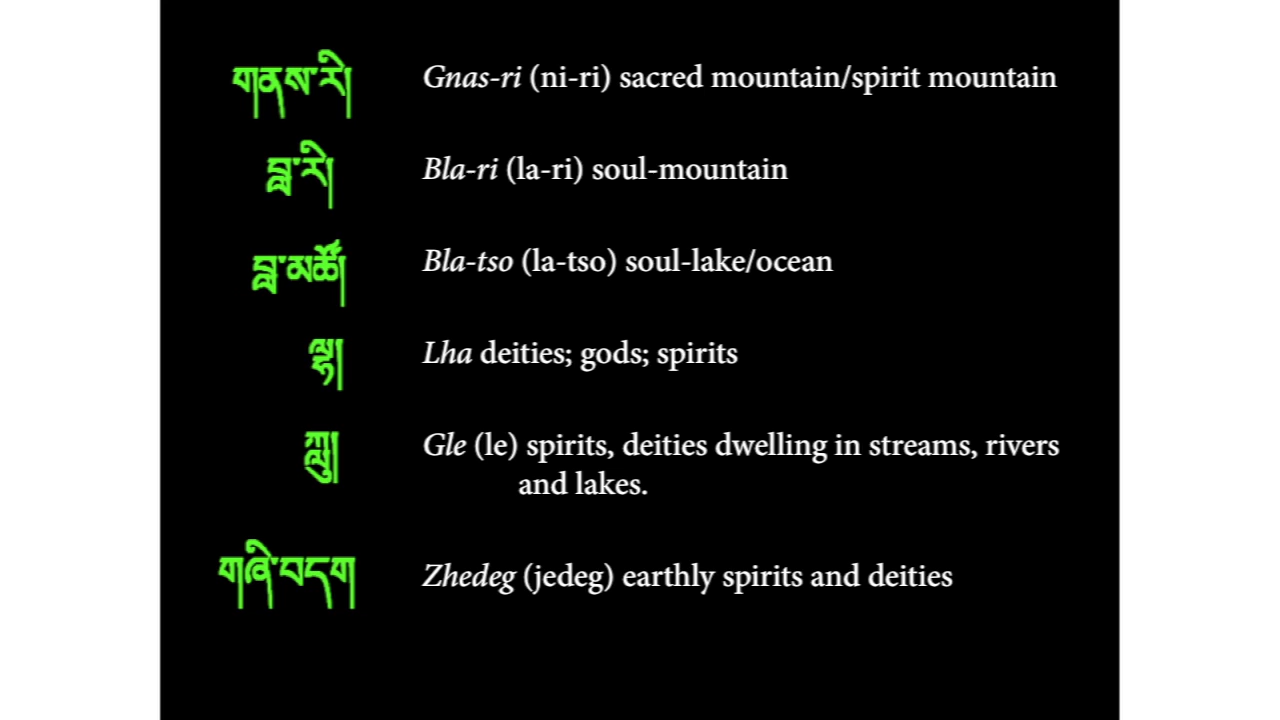 གནས་རི། Gnas-ri (ni-ri) sacred mountain/spirit mountain
བླ་རི། Bla-ri (la-ri) soul-mountain
བླ་མཚོ། Bla-tso (la-tso) soul-lake/ocean
ལྷ། Lha deities; gods; spirits
ཀླུ། Gle (le) spirits, deities dwelling in streams, rivers
and lakes.
གཞི་བདག Zhedeg (jedeg) earthly spirits and deities